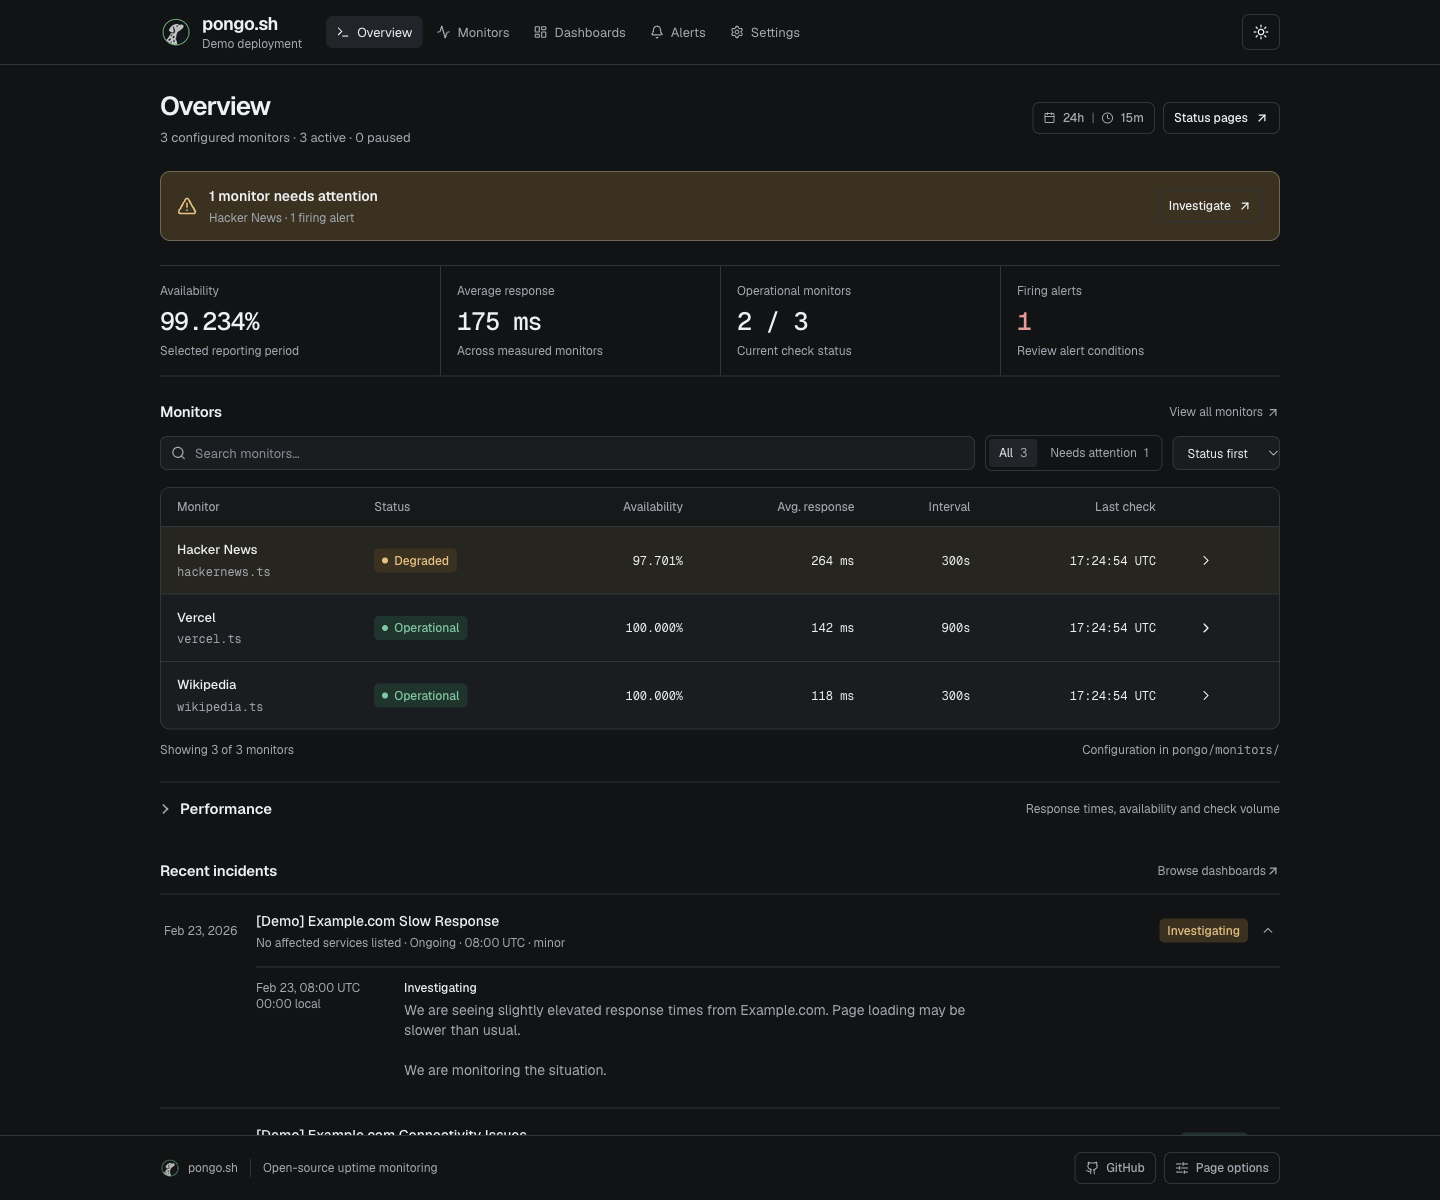 pongo.sh
Demo deployment
Overview
Monitors
Dashboards
Alerts
Settings
Overview
3 configured monitors · 3 active · 0 paused
24h | 15m
Status pages
1 monitor needs attention
Hacker News · 1 firing alert
Investigate
Availability
99.234%
Selected reporting period
Average response
175 ms
Across measured monitors
Operational monitors
2 / 3
Current check status
Firing alerts
1
Review alert conditions
Monitors
View all monitors
Search monitors…
All 3
Needs attention 1
Status first
Monitor Status Availability Avg. response Interval Last check
Hacker News
hackernews.ts
Degraded 97.701% 264 ms 300s 17:24:54 UTC
Vercel
vercel.ts
Operational 100.000% 142 ms 900s 17:24:54 UTC
Wikipedia
wikipedia.ts
Operational 100.000% 118 ms 300s 17:24:54 UTC
Showing 3 of 3 monitors
Configuration in pongo/monitors/
Performance
Response times, availability and check volume
Recent incidents
Browse dashboards
Feb 23, 2026
[Demo] Example.com Slow Response
No affected services listed · Ongoing · 08:00 UTC · minor
Investigating
Feb 23, 08:00 UTC
00:00 local
Investigating
We are seeing slightly elevated response times from Example.com. Page loading may be
slower than usual.
We are monitoring the situation.
[Demo] Example.com Connectivity Issues
pongo.sh
Open-source uptime monitoring
GitHub
Page options